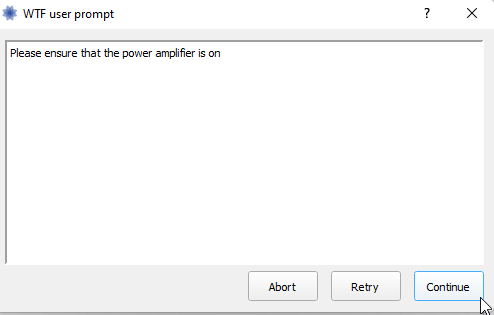 WTF user prompt
?
Please ensure that the power amplifier is on
Abort
Retry
Continue